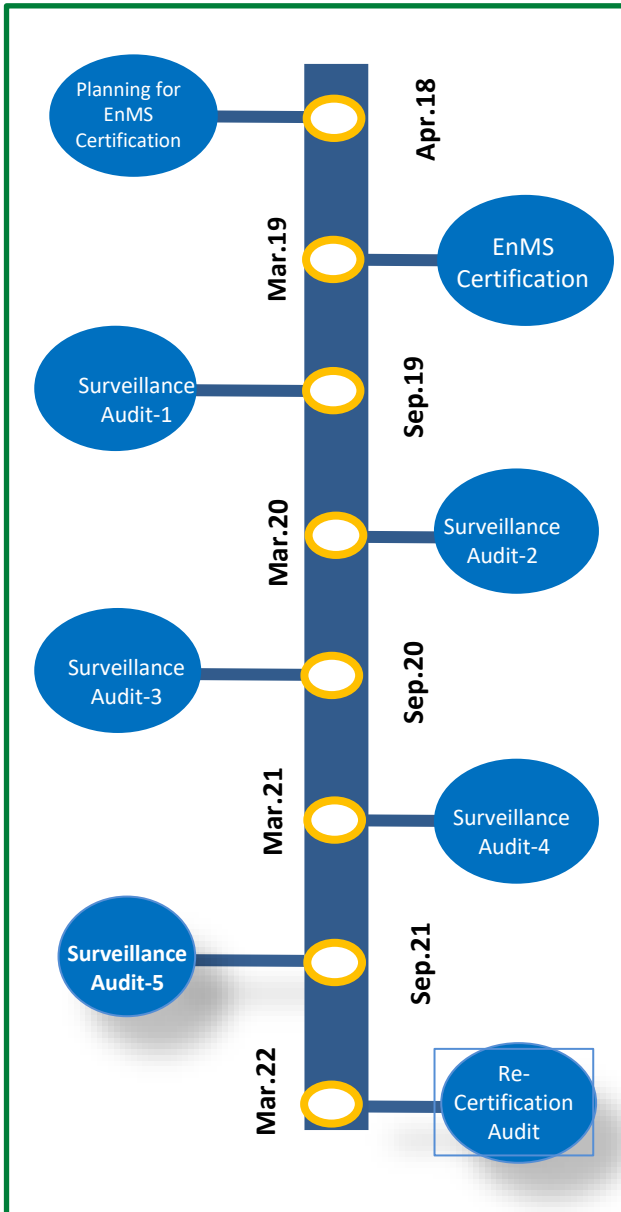 Planning for
EnMS
Certification
Apr.18
Mar.19
EnMS
Certification
Surveillance
Audit-1
Sep.19
Mar.20
Surveillance
Audit-2
Surveillance
Audit-3
Sep.20
Mar.21
Surveillance
Audit-4
Surveillance
Audit-5
Sep.21
Mar.22
Re-
Certification
Audit